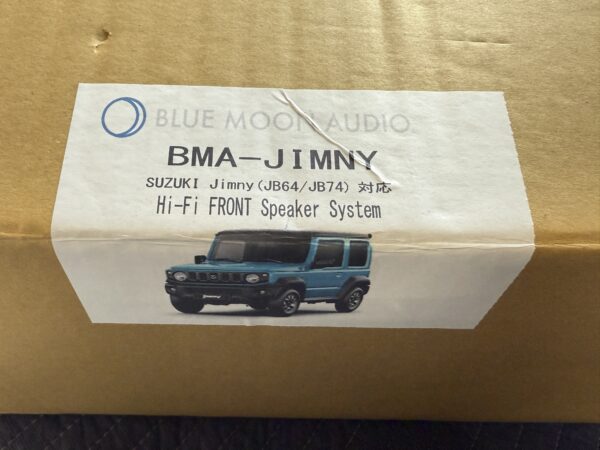 BLUE MOON AUDIO
BMA-JIMNY
SUZUKI Jimny(JB64/JB74) 対応
Hi-Fi FRONT Speaker System